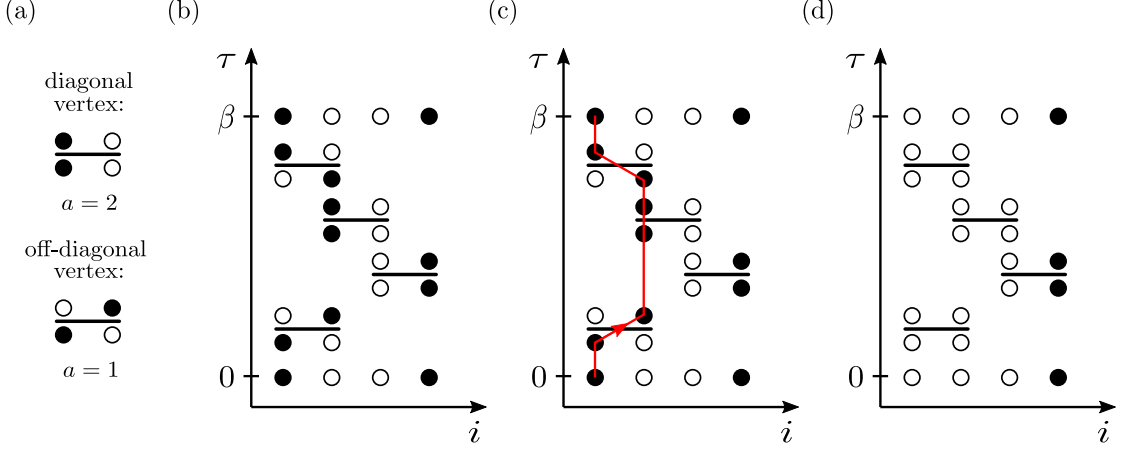 (a)
diagonal
vertex:
a = 2
off-diagonal
vertex:
a = 1
(b)
τ
β
0
i
(c)
τ
β
0
i
(d)
τ
β
0
i